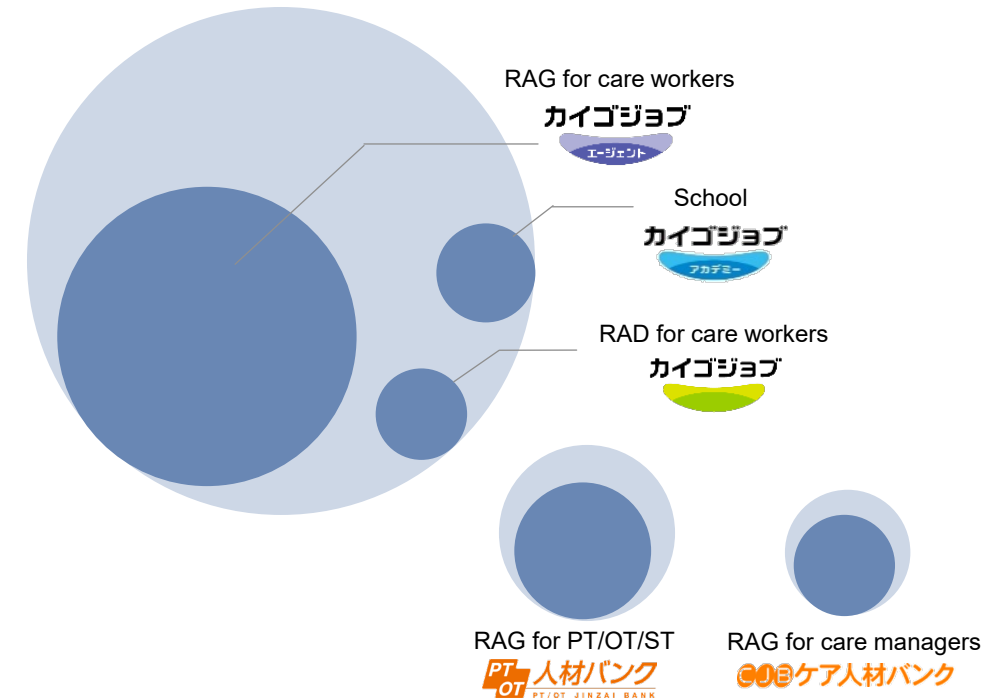 RAG for care workers
カイゴジョブ
エージェント
School
カイゴジョブ
アカデミー
RAD for care workers
カイゴジョブ
RAG for PT/OT/ST
PT OT 人材バンク
PT/OT JINZAI BANK
RAG for care managers
CJB ケア人材バンク